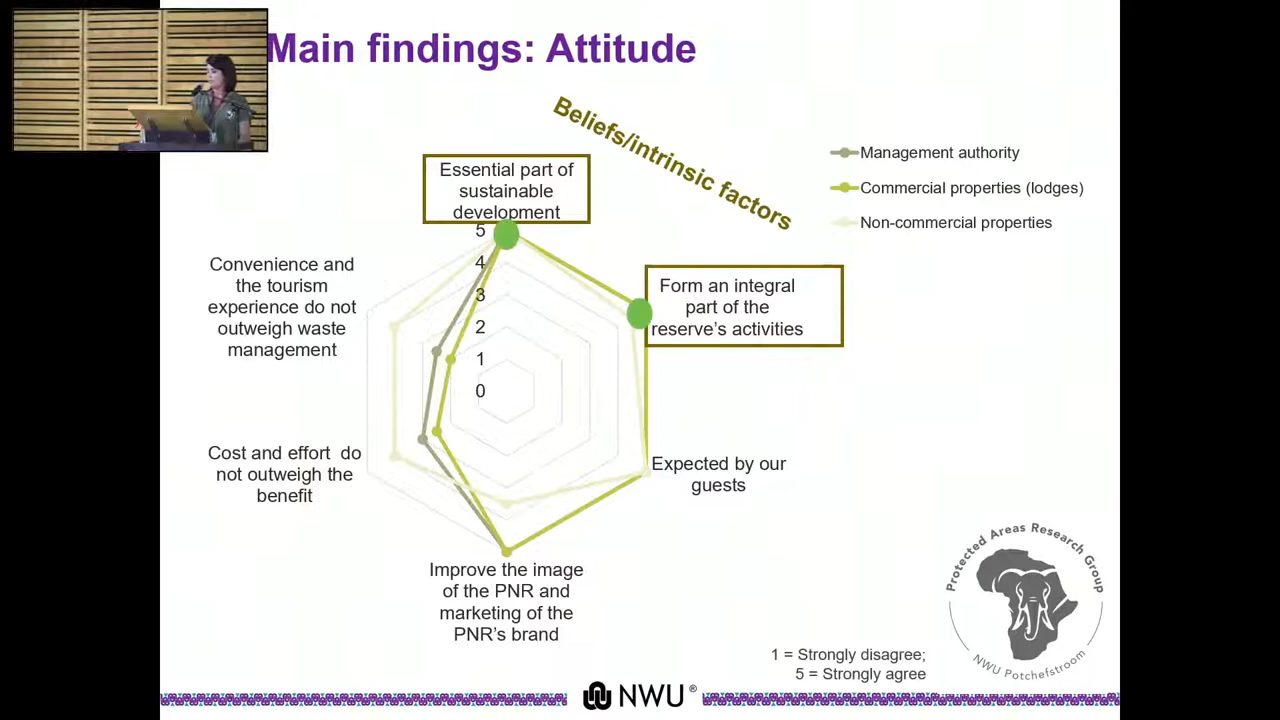 Main findings: Attitude
Beliefs/intrinsic factors
Management authority
Commercial properties (lodges)
Non-commercial properties
Essential part of
sustainable
development
Form an integral
part of the
reserve's activities
Expected by our
guests
Improve the image
of the PNR and
marketing of the
PNR's brand
Cost and effort do
not outweigh the
benefit
Convenience and
the tourism
experience do not
outweigh waste
management
5
4
3
2
1
0
1 = Strongly disagree;
5 = Strongly agree
Protected Areas Research Group
NWU Potchefstroom
NWU®